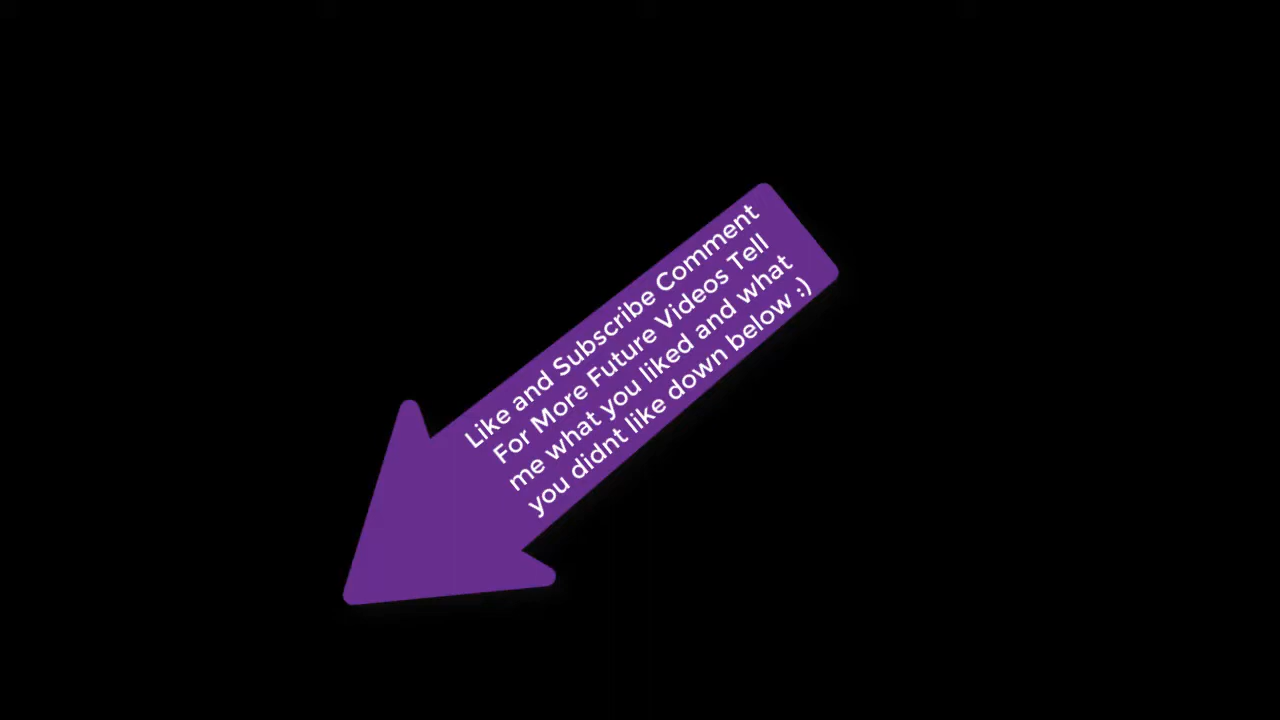 Like and Subscribe Comment
For More Future Videos Tell
me what you liked and what
you didnt like down below :)